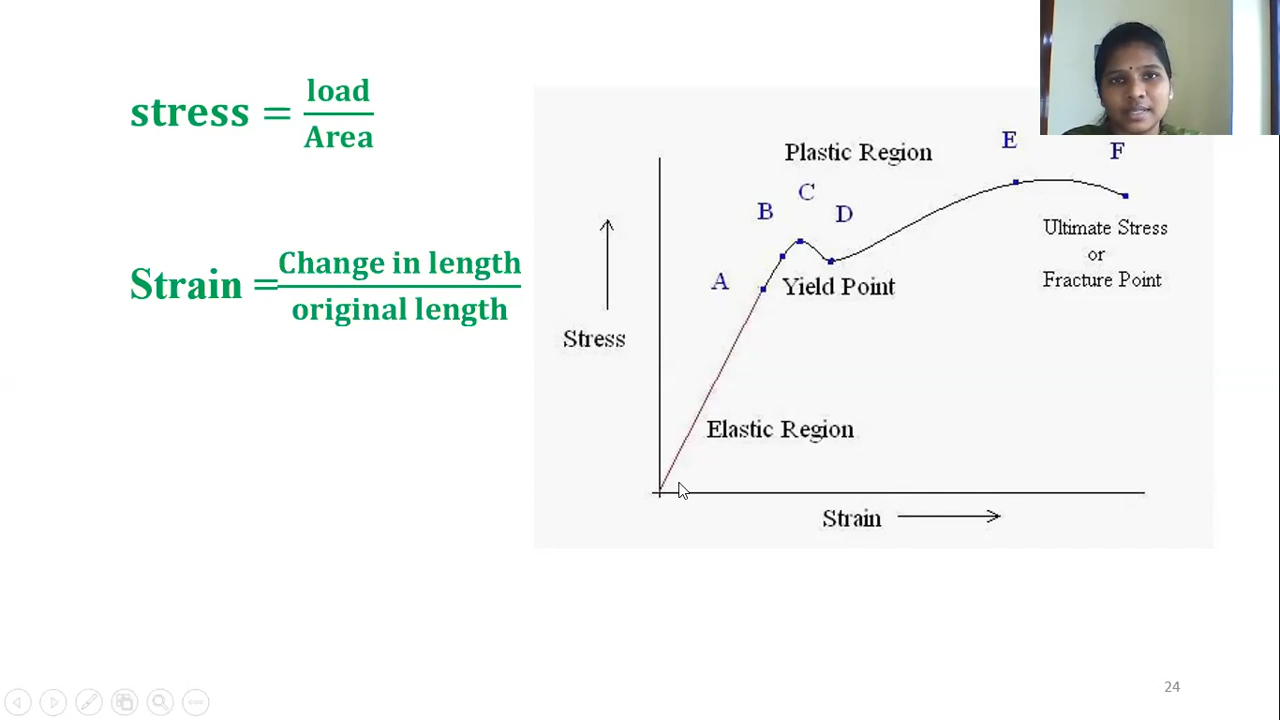 stress = load
Area
Strain = Change in length
original length
Plastic Region
A
B
C
D
E
F
Yield Point
Ultimate Stress
or
Fracture Point
Stress
Elastic Region
Strain
24